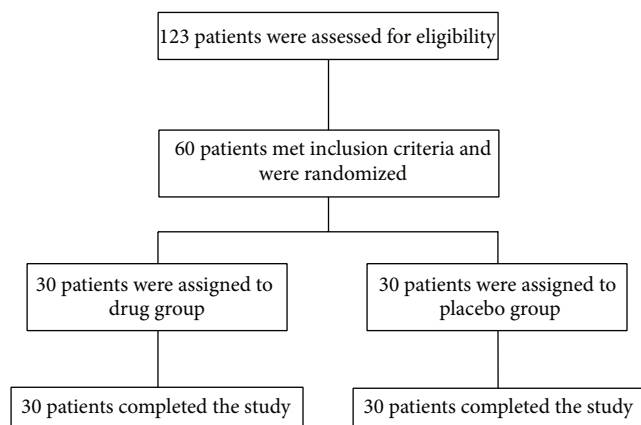 123 patients were assessed for eligibility
60 patients met inclusion criteria and
were randomized
30 patients were assigned to
drug group
30 patients were assigned to
placebo group
30 patients completed the study
30 patients completed the study